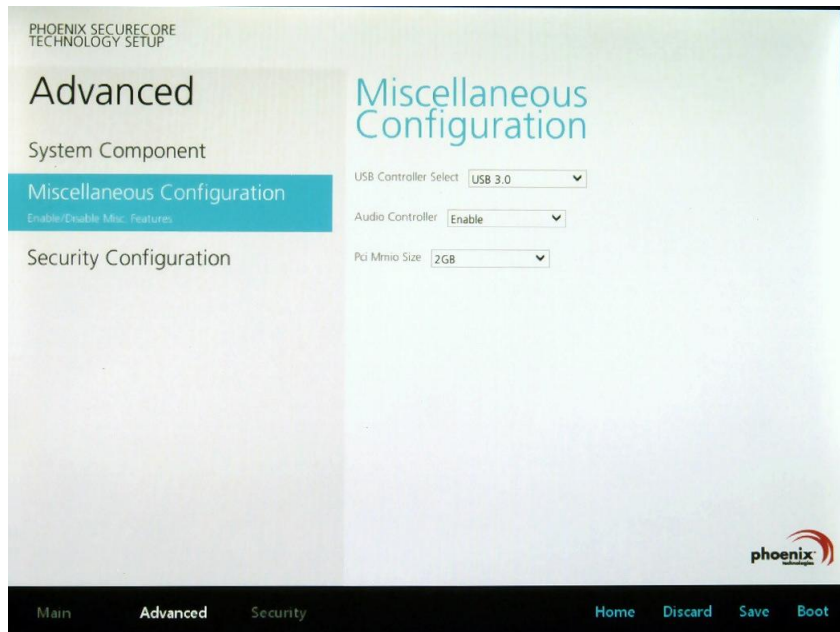 PHOENIX SECURECORE
TECHNOLOGY SETUP
Advanced
System Component
Miscellaneous Configuration
Enable/Disable Misc. Features
Security Configuration
Miscellaneous
Configuration
USB Controller Select USB 3.0
Audio Controller Enable
Pci Mmio Size 2GB
phoenix
technologies
Main Advanced Security Home Discard Save Boot